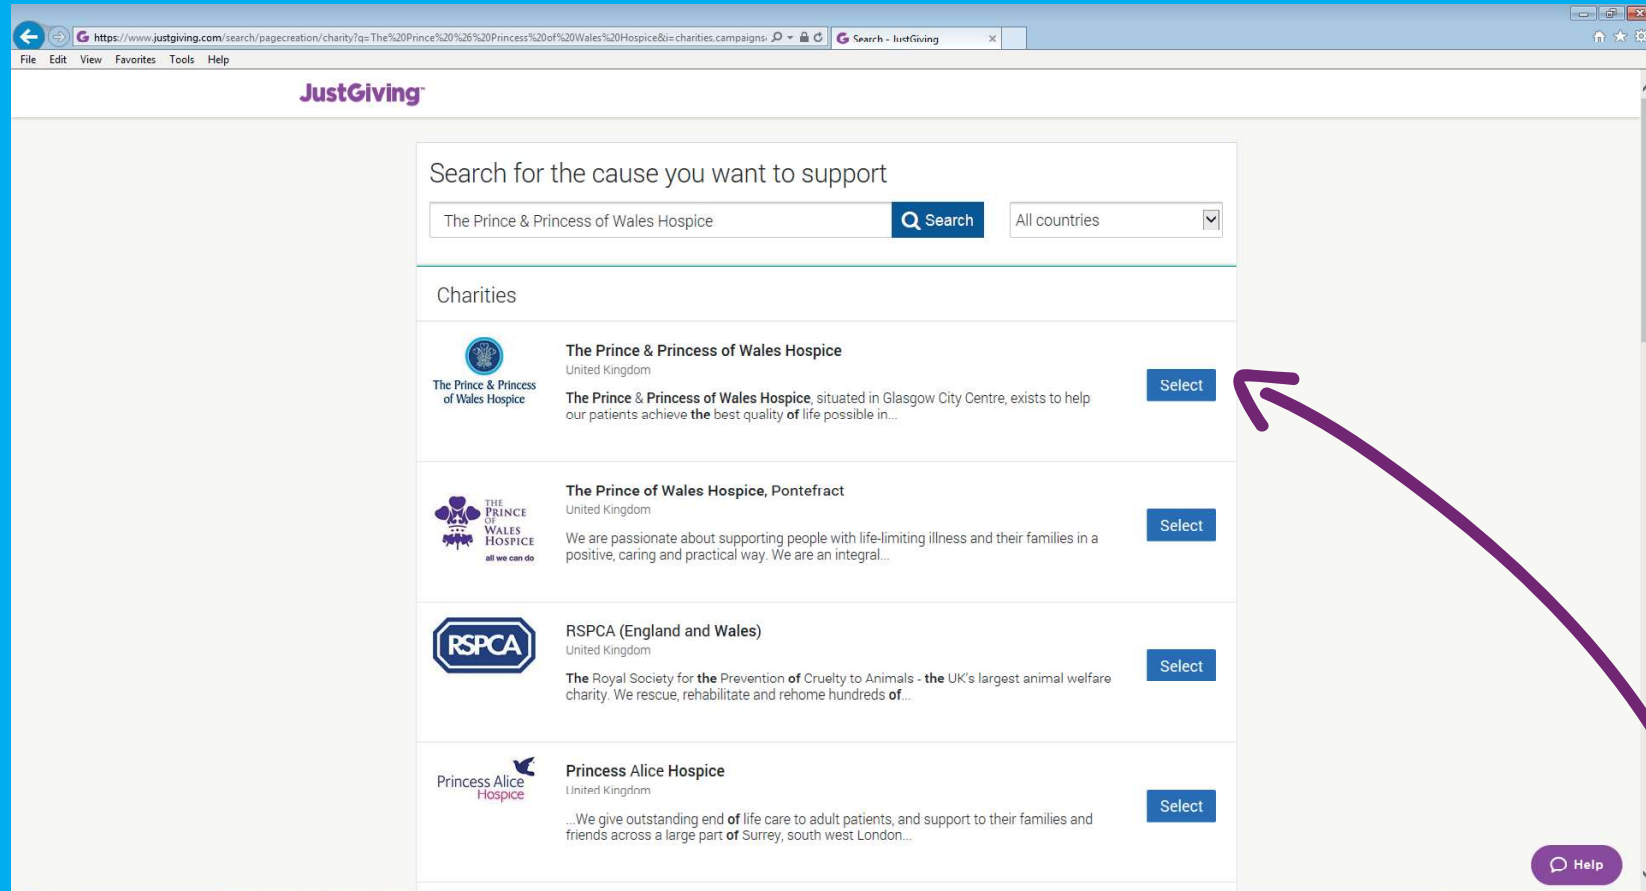 https://www.justgiving.com/search/pagecreation/charity?q=The%20Prince%20%26%20Princess%20of%20Wales%20Hospice&i=charities,campaigns
Search - JustGiving
File Edit View Favorites Tools Help
JustGiving™
Search for the cause you want to support
The Prince & Princess of Wales Hospice
Search
All countries
Charities
The Prince & Princess
of Wales Hospice
The Prince & Princess of Wales Hospice
United Kingdom
The Prince & Princess of Wales Hospice, situated in Glasgow City Centre, exists to help
our patients achieve the best quality of life possible in...
Select
THE
PRINCE
OF
WALES
HOSPICE
all we can do
The Prince of Wales Hospice, Pontefract
United Kingdom
We are passionate about supporting people with life-limiting illness and their families in a
positive, caring and practical way. We are an integral...
Select
RSPCA
RSPCA (England and Wales)
United Kingdom
The Royal Society for the Prevention of Cruelty to Animals - the UK's largest animal welfare
charity. We rescue, rehabilitate and rehome hundreds of...
Select
Princess Alice
Hospice
Princess Alice Hospice
United Kingdom
...We give outstanding end of life care to adult patients, and support to their families and
friends across a large part of Surrey, south west London...
Select
Help